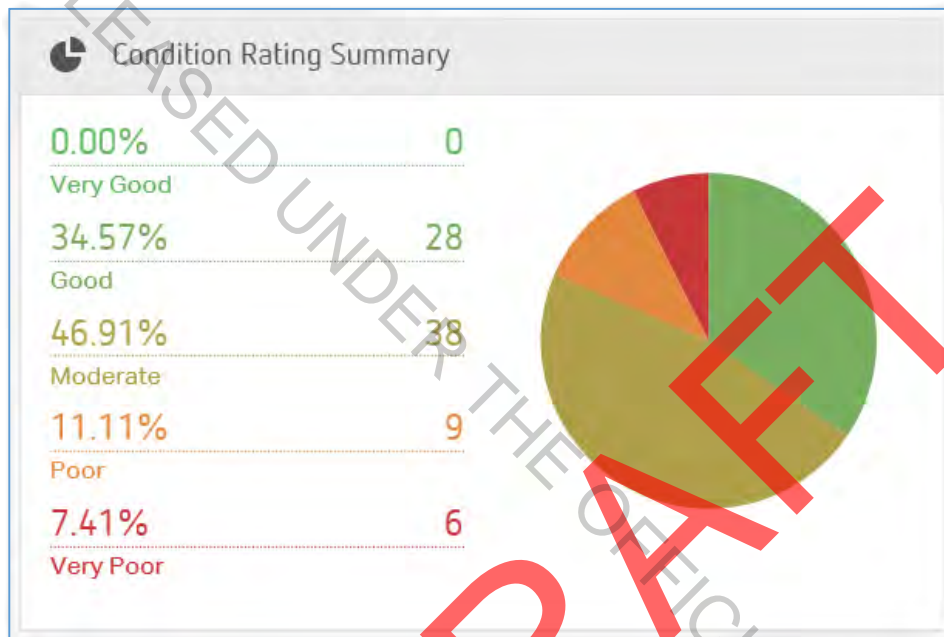 Condition Rating Summary
0.00% 0
Very Good
34.57% 28
Good
46.91% 38
Moderate
11.11% 9
Poor
7.41% 6
Very Poor
LEASED UNDER THE OFFICI
DRAFT